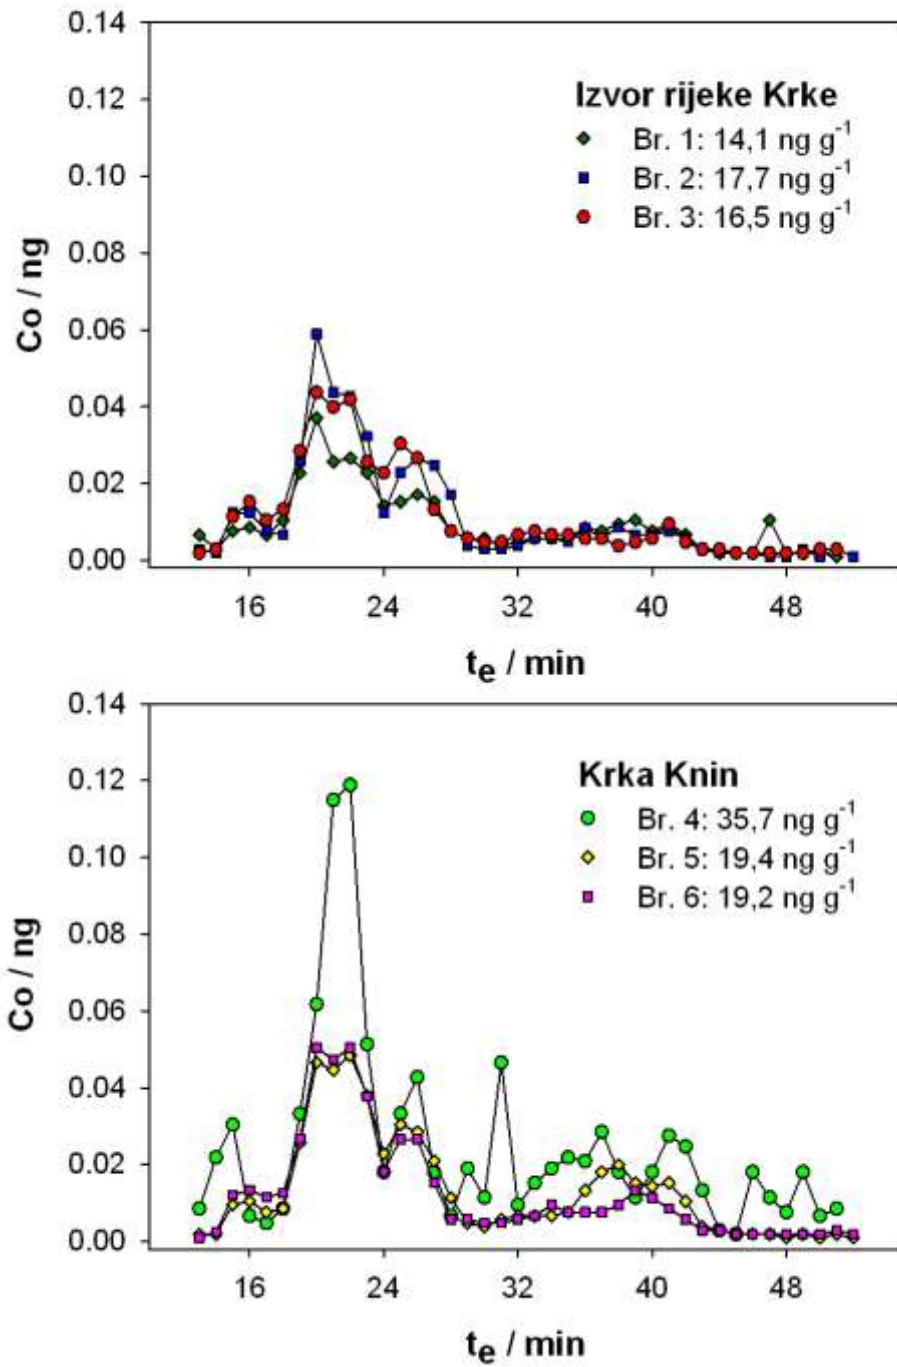 0.14
0.12
0.10
0.08
0.06
0.04
0.02
0.00
Co / ng
Izvor rijeke Krke
Br. 1: 14,1 ng g⁻¹
Br. 2: 17,7 ng g⁻¹
Br. 3: 16,5 ng g⁻¹
16 24 32 40 48
te / min
0.14
0.12
0.10
0.08
0.06
0.04
0.02
0.00
Co / ng
Krka Knin
Br. 4: 35,7 ng g⁻¹
Br. 5: 19,4 ng g⁻¹
Br. 6: 19,2 ng g⁻¹
16 24 32 40 48
te / min